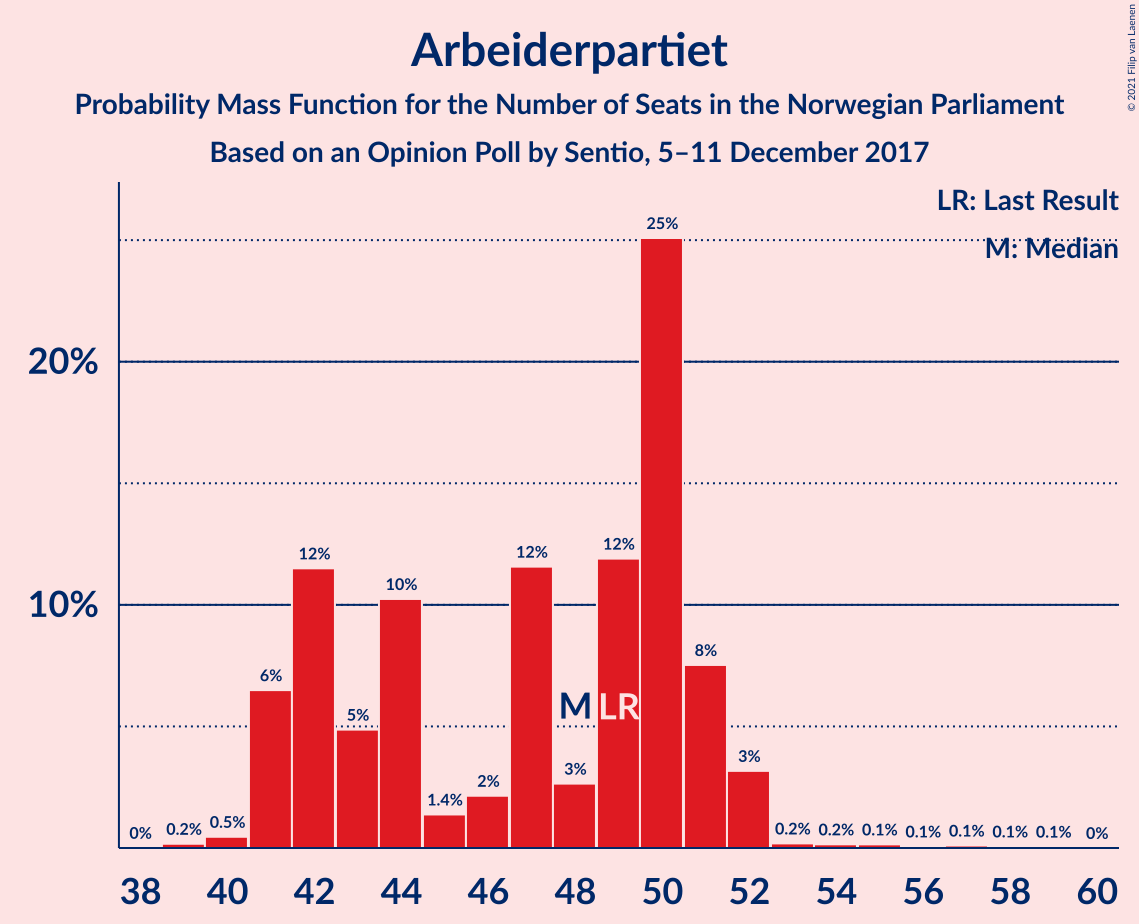 Arbeiderpartiet
Probability Mass Function for the Number of Seats in the Norwegian Parliament
Based on an Opinion Poll by Sentio, 5–11 December 2017
© 2021 Filip van Laenen
LR: Last Result
M: Median
20%
10%
0% 0.2% 0.5% 6% 12% 5% 10% 1.4% 2% 12% 3% 12% 25% 8% 3% 0.2% 0.2% 0.1% 0.1% 0.1% 0.1% 0.1% 0%
M LR
38 40 42 44 46 48 50 52 54 56 58 60